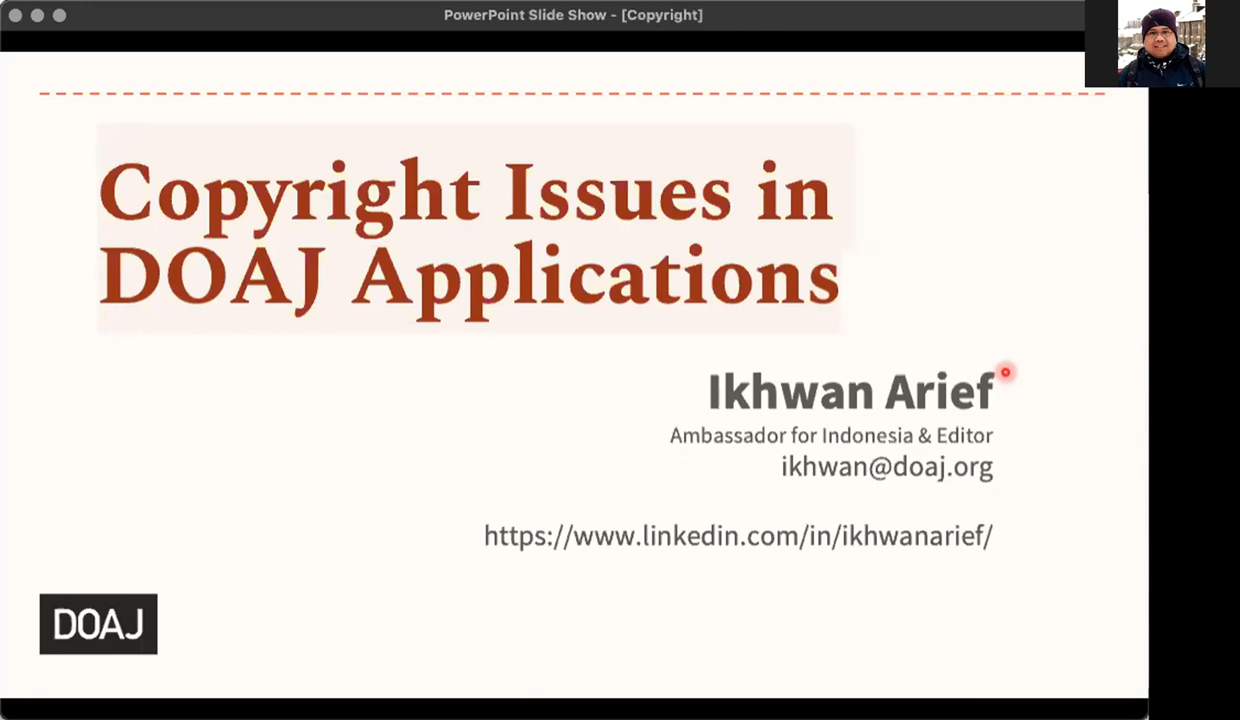 PowerPoint Slide Show - [Copyright]
Copyright Issues in
DOAJ Applications
Ikhwan Arief
Ambassador for Indonesia & Editor
ikhwan@doaj.org
https://www.linkedin.com/in/ikhwanarief/
DOAJ